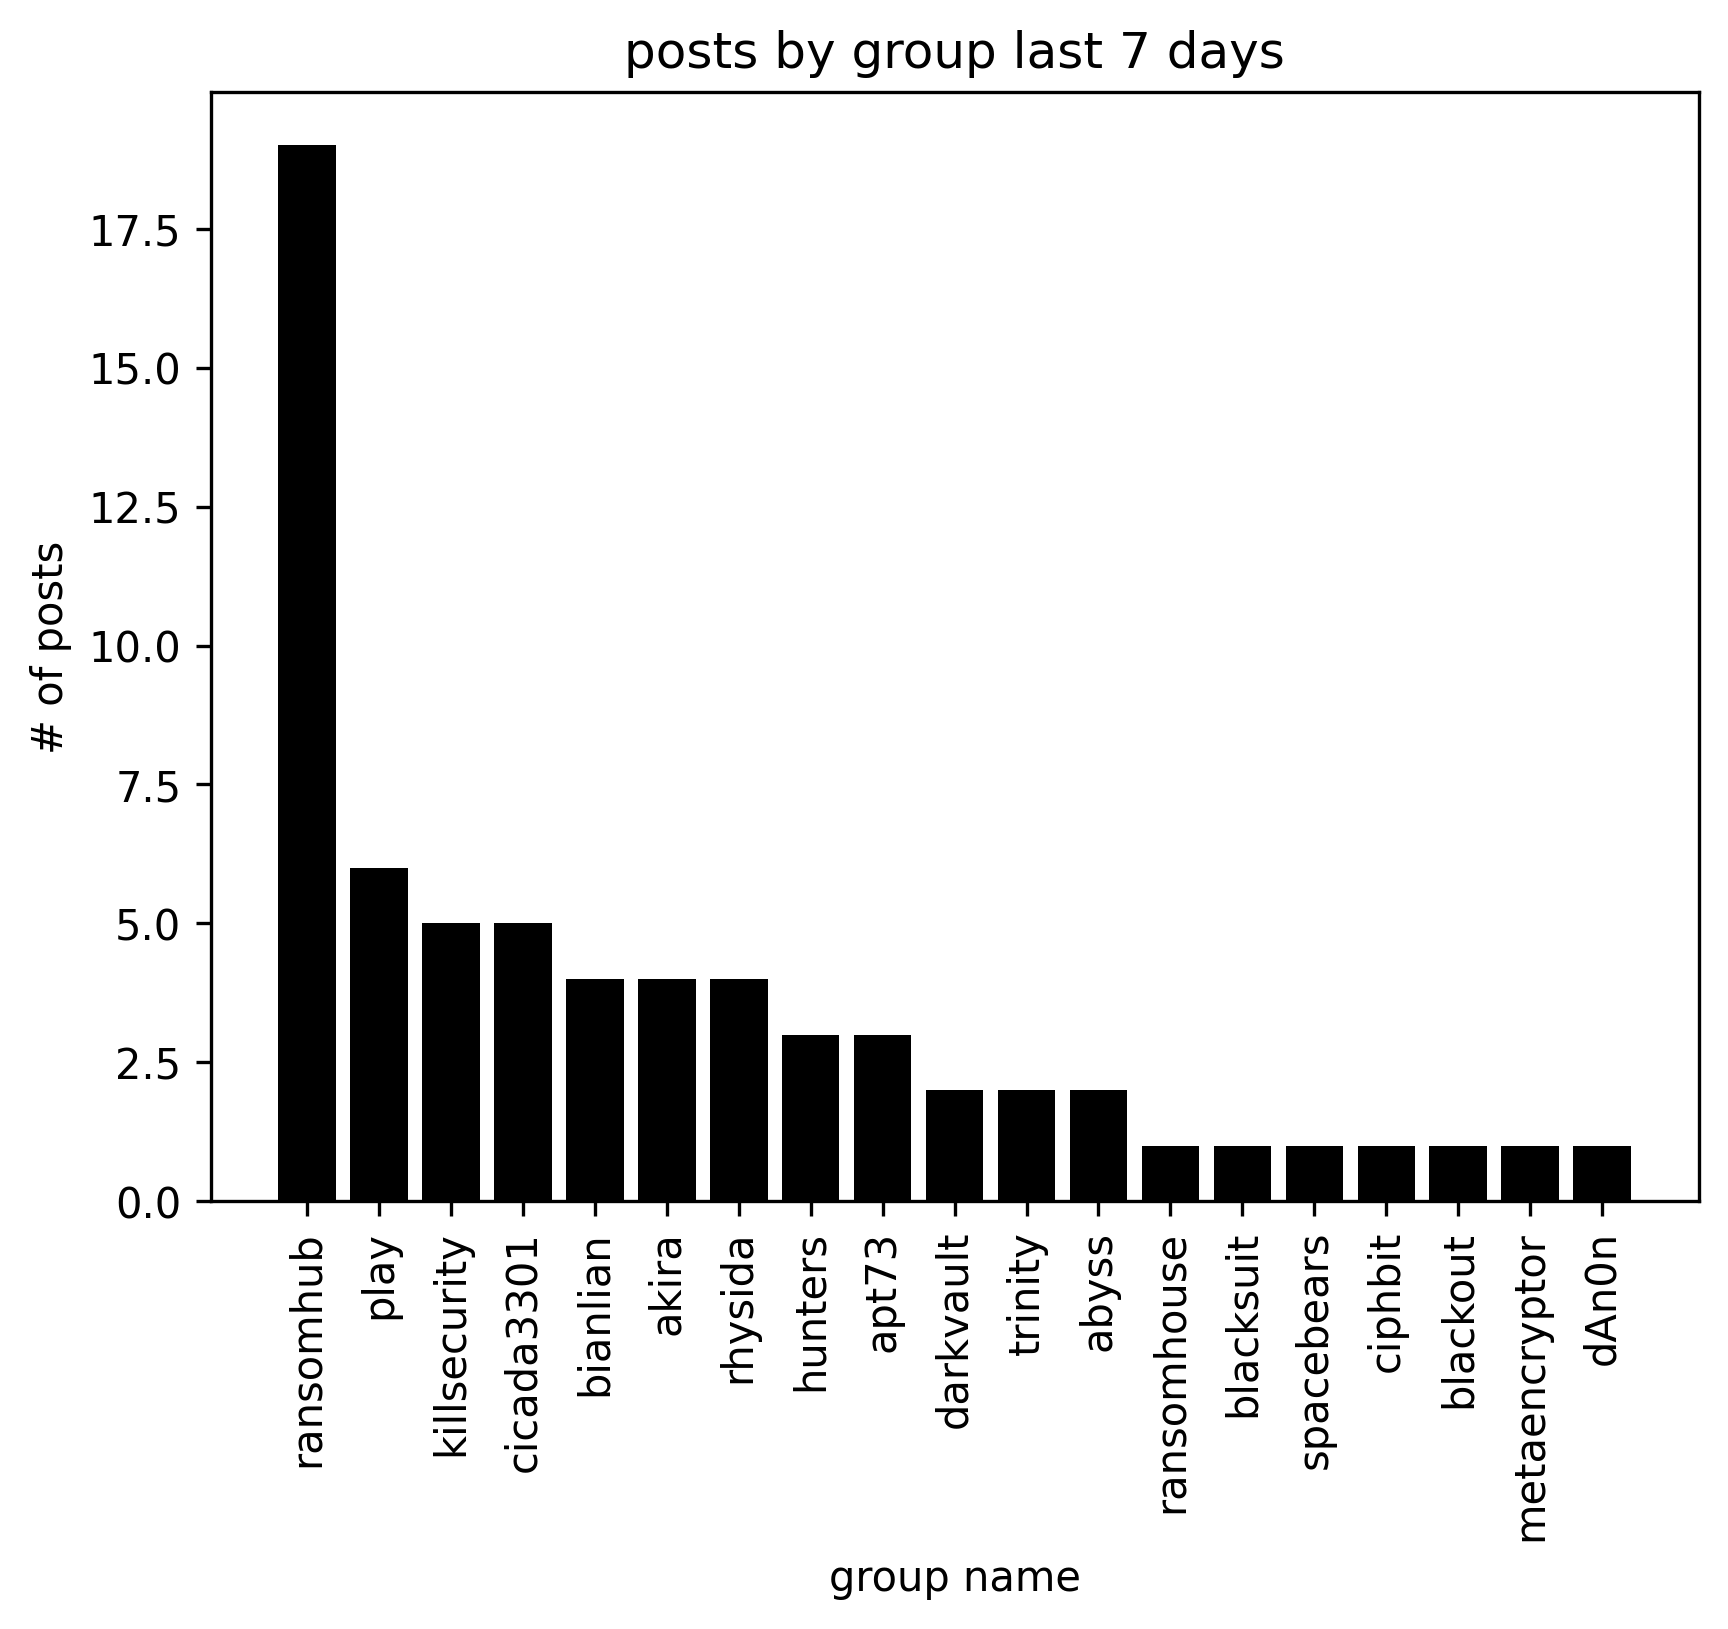 posts by group last 7 days
# of posts
17.5
15.0
12.5
10.0
7.5
5.0
2.5
0.0
ransomhub
play
killsecurity
cicada3301
bianlian
akira
rhysida
hunters
apt73
darkvault
trinity
abyss
ransomhouse
blacksuit
spacebears
ciphbit
blackout
metaencryptor
dAn0n
group name